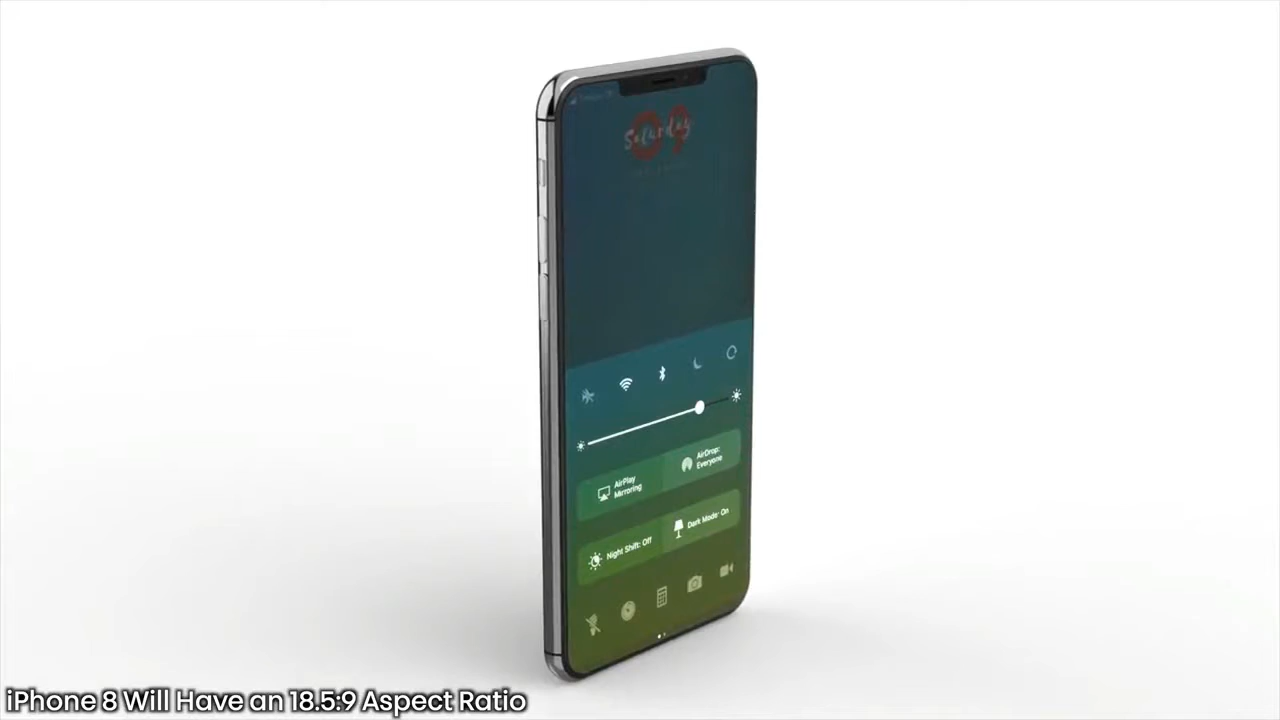 09
Saturday
AirDrop:
Everyone
AirPlay
Mirroring
Dark Mode: On
Night Shift: Off
iPhone 8 Will Have an 18.5:9 Aspect Ratio